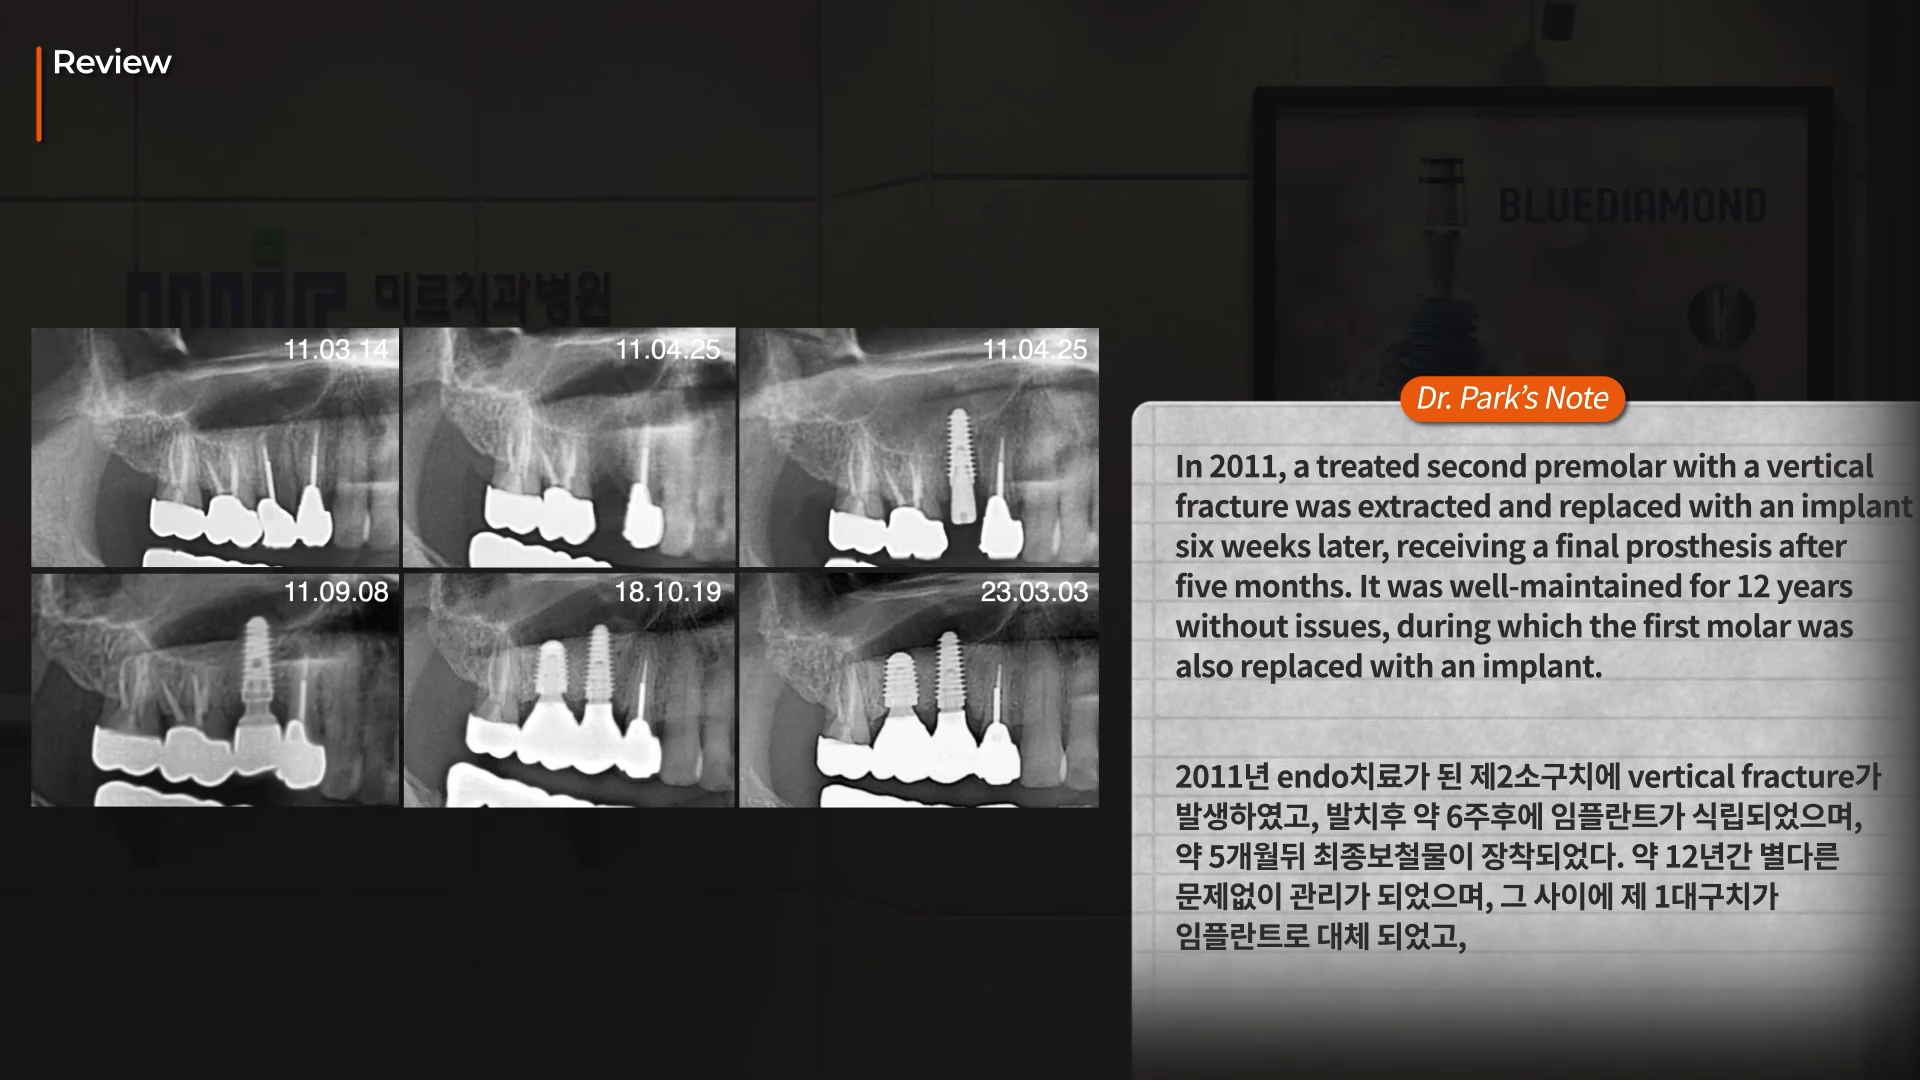 Review
BLUEDIAMOND
미르치과병원
11.03.14
11.04.25
11.04.25
11.09.08
18.10.19
23.03.03
Dr. Park's Note
In 2011, a treated second premolar with a vertical
fracture was extracted and replaced with an implant
six weeks later, receiving a final prosthesis after
five months. It was well-maintained for 12 years
without issues, during which the first molar was
also replaced with an implant.
2011년 endo치료가 된 제2소구치에 vertical fracture가
발생하였고, 발치후 약 6주후에 임플란트가 식립되었으며,
약 5개월뒤 최종보철물이 장착되었다. 약 12년간 별다른
문제없이 관리가 되었으며, 그 사이에 제 1대구치가
임플란트로 대체 되었고,